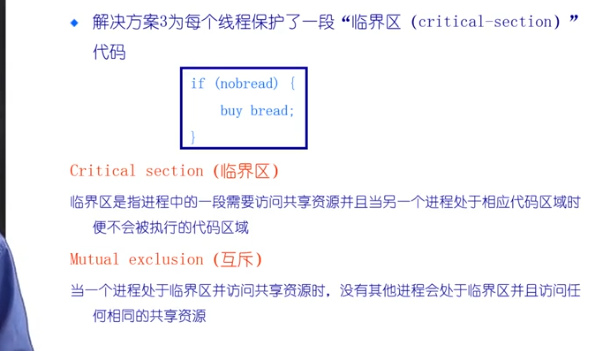 解决方案3为每个线程保护了一段“临界区（critical-section）”
代码
if (nobread) {
buy bread;
}
Critical section (临界区)
临界区是指进程中的一段需要访问共享资源并且当另一个进程处于相应代码区域时
便不会被执行的代码区域
Mutual exclusion (互斥)
当一个进程处于临界区并访问共享资源时，没有其他进程会处于临界区并且访问任
何相同的共享资源